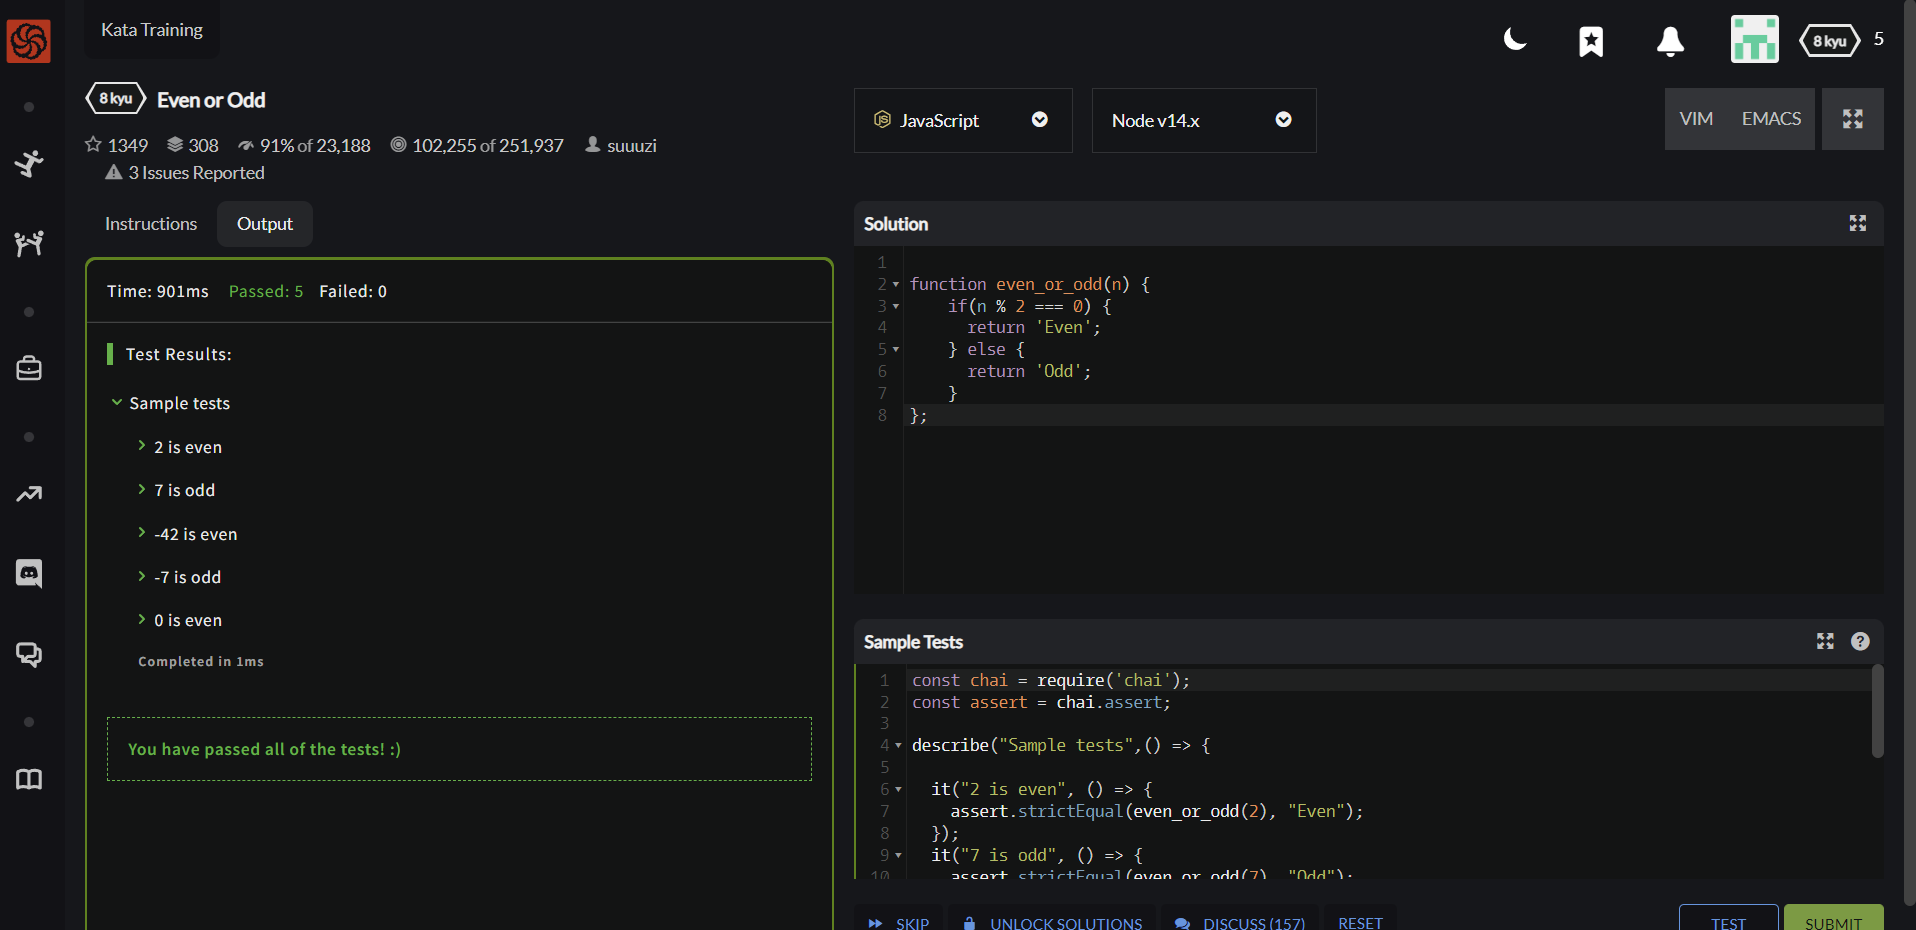 Kata Training
8 kyu 5
8 kyu Even or Odd
1349 308 91% of 23,188 102,255 of 251,937 suuuzi
3 Issues Reported
JavaScript
Node v14.x
VIM EMACS
Instructions Output
Time: 901ms Passed: 5 Failed: 0
Test Results:
Sample tests
2 is even
7 is odd
-42 is even
-7 is odd
0 is even
Completed in 1ms
You have passed all of the tests! :)
Solution
1
2 function even_or_odd(n) {
3 if(n % 2 === 0) {
4 return 'Even';
5 } else {
6 return 'Odd';
7 }
8 };
Sample Tests
1 const chai = require('chai');
2 const assert = chai.assert;
3
4 describe("Sample tests",() => {
5
6 it("2 is even", () => {
7 assert.strictEqual(even_or_odd(2), "Even");
8 });
9 it("7 is odd", () => {
10 assert.strictEqual(even_or_odd(7), "Odd");
SKIP UNLOCK SOLUTIONS DISCUSS (157) RESET TEST SUBMIT